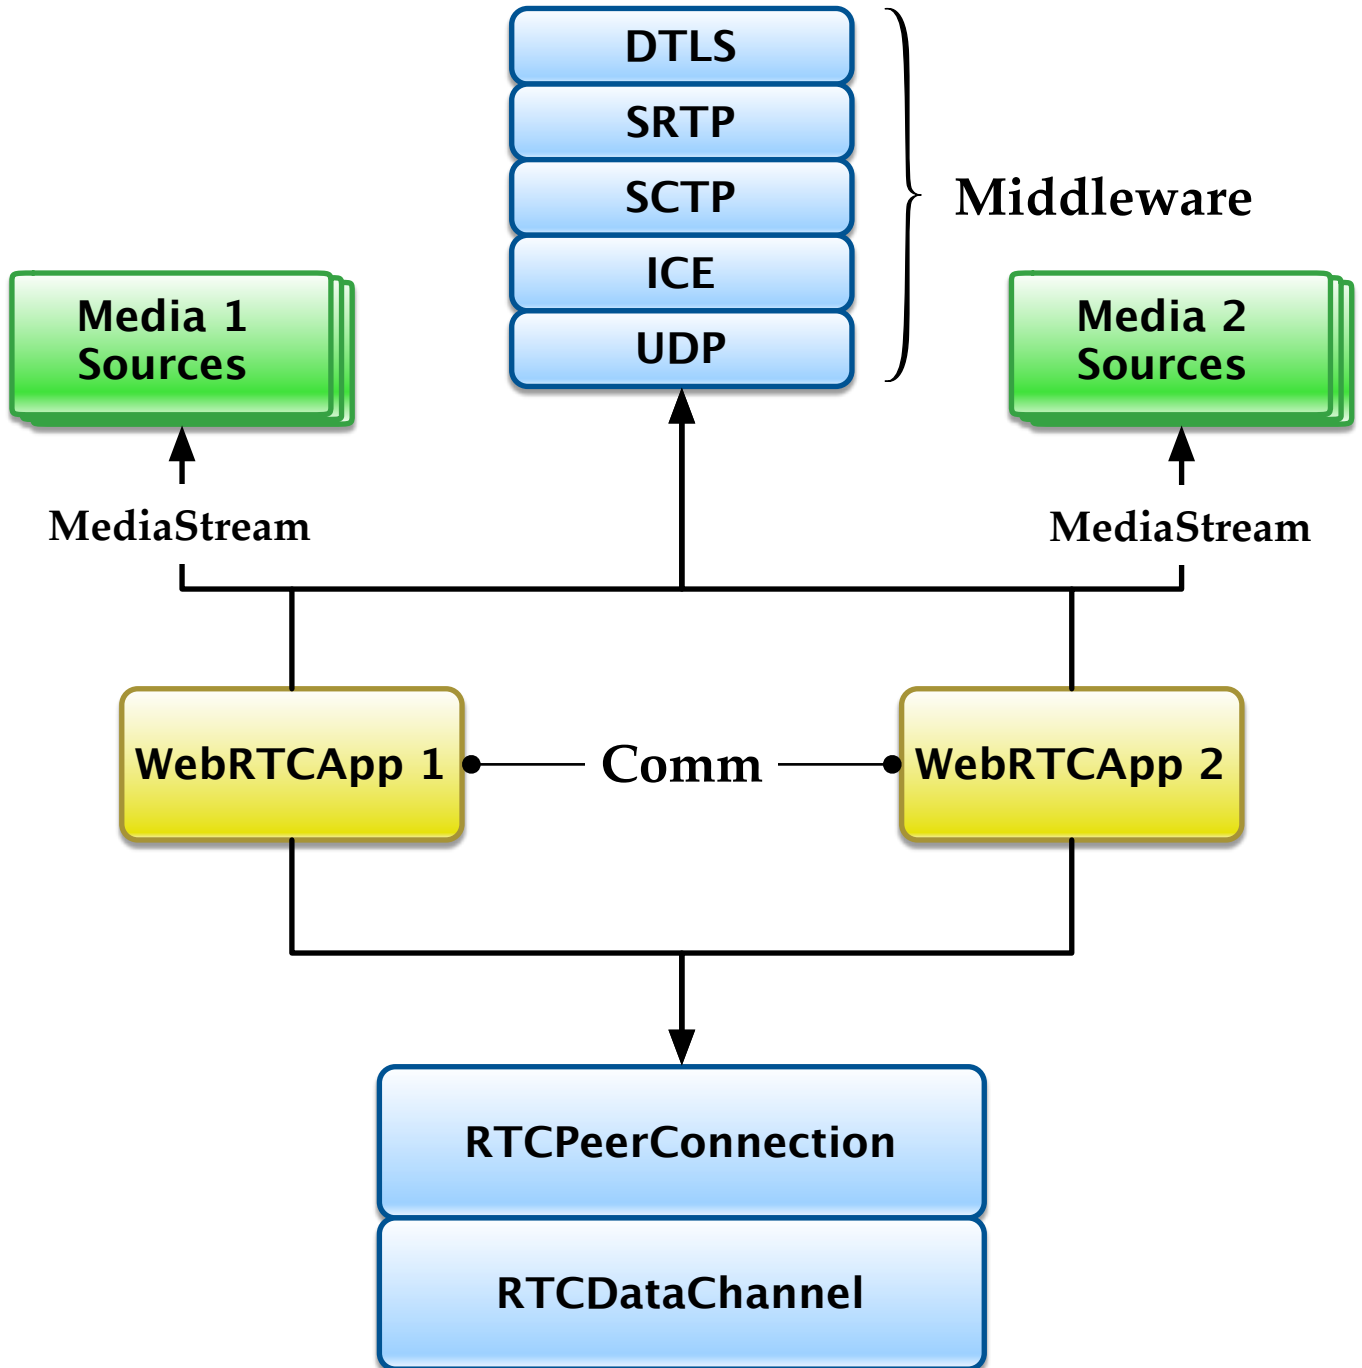 DTLS
SRTP
SCTP
Middleware
ICE
UDP
Media 1
Sources
Media 2
Sources
MediaStream
MediaStream
WebRTCApp 1
Comm
WebRTCApp 2
RTCPeerConnection
RTCDataChannel